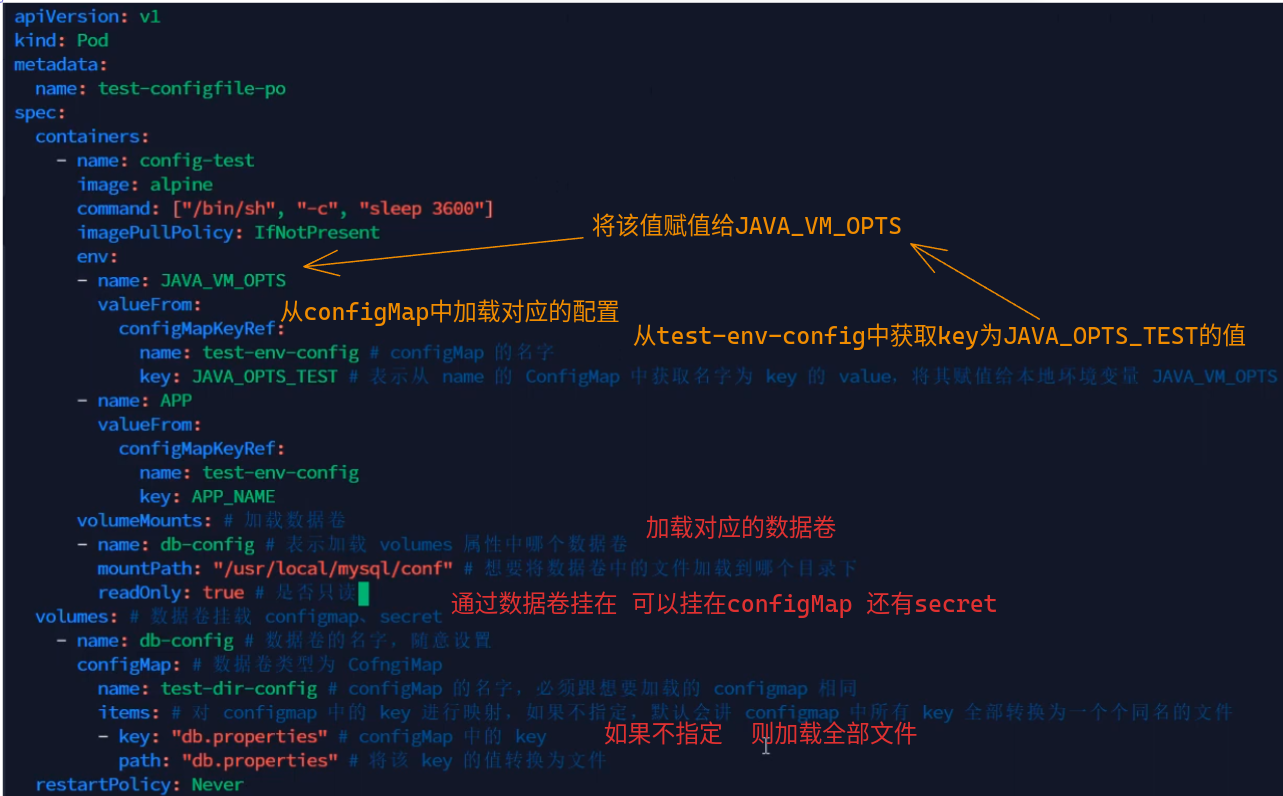 apiVersion: v1
kind: Pod
metadata:
  name: test-configfile-po
spec:
  containers:
    - name: config-test
      image: alpine
      command: ["/bin/sh", "-c", "sleep 3600"]
      imagePullPolicy: IfNotPresent
将该值赋值给JAVA_VM_OPTS
      env:
      - name: JAVA_VM_OPTS
        valueFrom:
从configMap中加载对应的配置
          configMapKeyRef:
从test-env-config中获取key为JAVA_OPTS_TEST的值
            name: test-env-config # configMap 的名字
            key: JAVA_OPTS_TEST # 表示从 name 的 ConfigMap 中获取名字为 key 的 value，将其赋值给本地环境变量 JAVA_VM_OPTS
      - name: APP
        valueFrom:
          configMapKeyRef:
            name: test-env-config
            key: APP_NAME
      volumeMounts: # 加载数据卷
加载对应的数据卷
      - name: db-config # 表示加载 volumes 属性中哪个数据卷
        mountPath: "/usr/local/mysql/conf" # 想要将数据卷中的文件加载到哪个目录下
        readOnly: true # 是否只读
通过数据卷挂在 可以挂在configMap 还有secret
  volumes: # 数据卷挂载 configmap、secret
    - name: db-config # 数据卷的名字，随意设置
      configMap: # 数据卷类型为 CofngiMap
        name: test-dir-config # configMap 的名字，必须跟想要加载的 configmap 相同
        items: # 对 configmap 中的 key 进行映射，如果不指定，默认会讲 configmap 中所有 key 全部转换为一个个同名的文件
        - key: "db.properties" # configMap 中的 key
如果不指定 则加载全部文件
          path: "db.properties" # 将该 key 的值转换为文件
  restartPolicy: Never